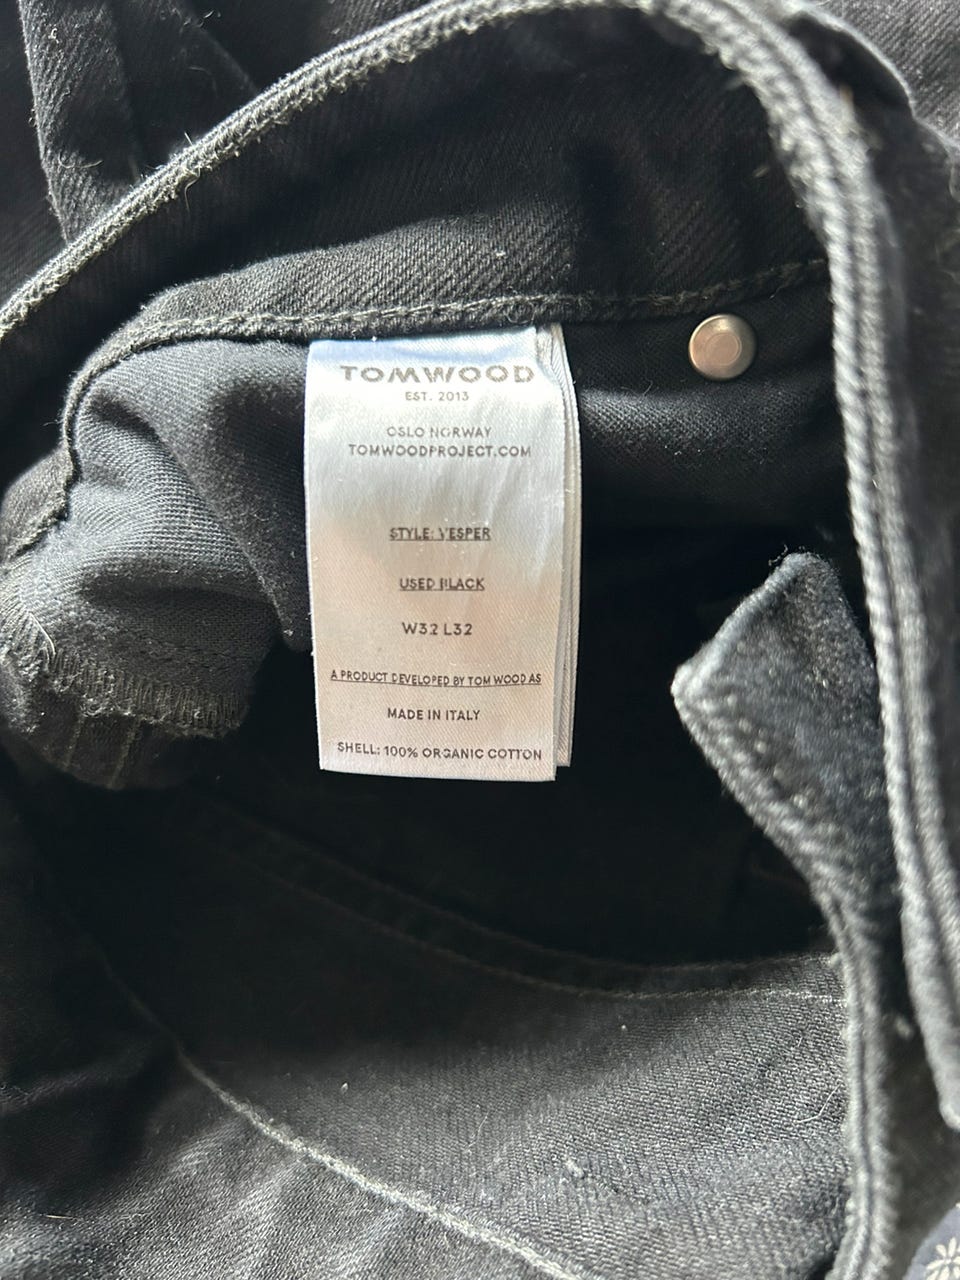 TOMWOOD
EST. 2013
OSLO NORWAY
TOMWOODPROJECT.COM
STYLE: VESPER
USED BLACK
W32 L32
A PRODUCT DEVELOPED BY TOM WOOD AS
MADE IN ITALY
SHELL: 100% ORGANIC COTTON